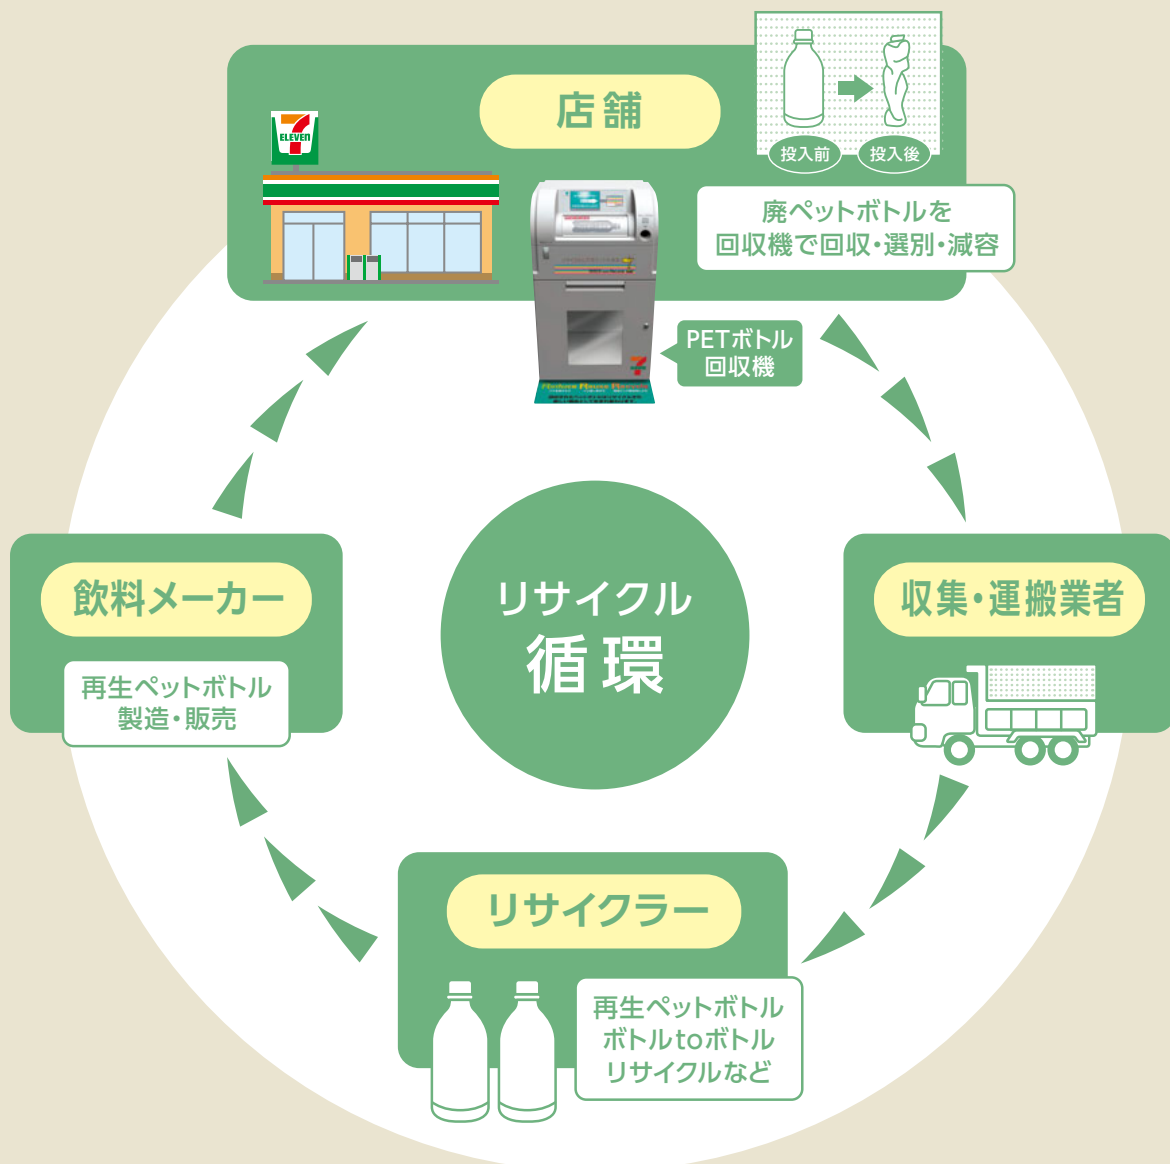 店舗
投入前
投入後
7
ELEVEN
廃ペットボトルを
回収機で回収・選別・減容
PETボトル
回収機
Reduce Reuse Recycle
収集・運搬業者
リサイクル
循環
飲料メーカー
再生ペットボトル
製造・販売
リサイクラー
再生ペットボトル
ボトルtoボトル
リサイクルなど